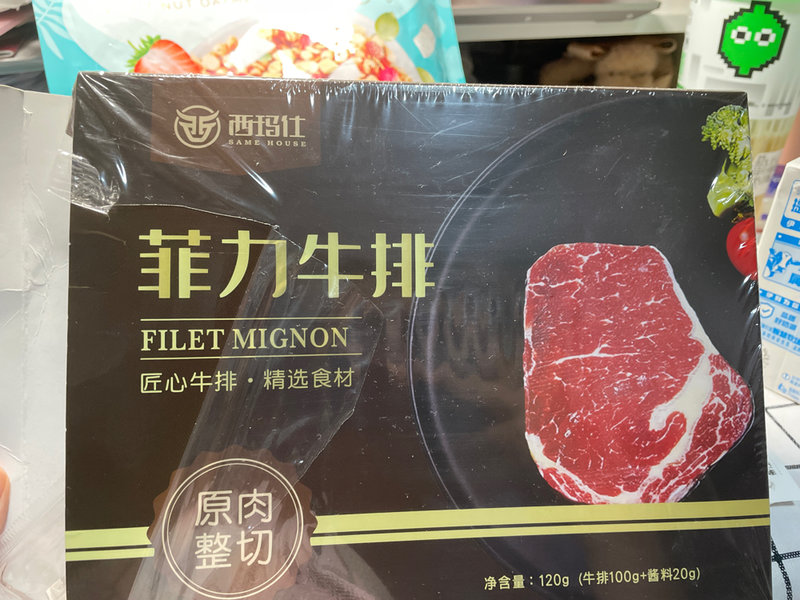 西玛仕
SAME HOUSE
菲力牛排
FILET MIGNON
匠心牛排·精选食材
原肉
整切
净含量：120g (牛排100g+酱料20g)